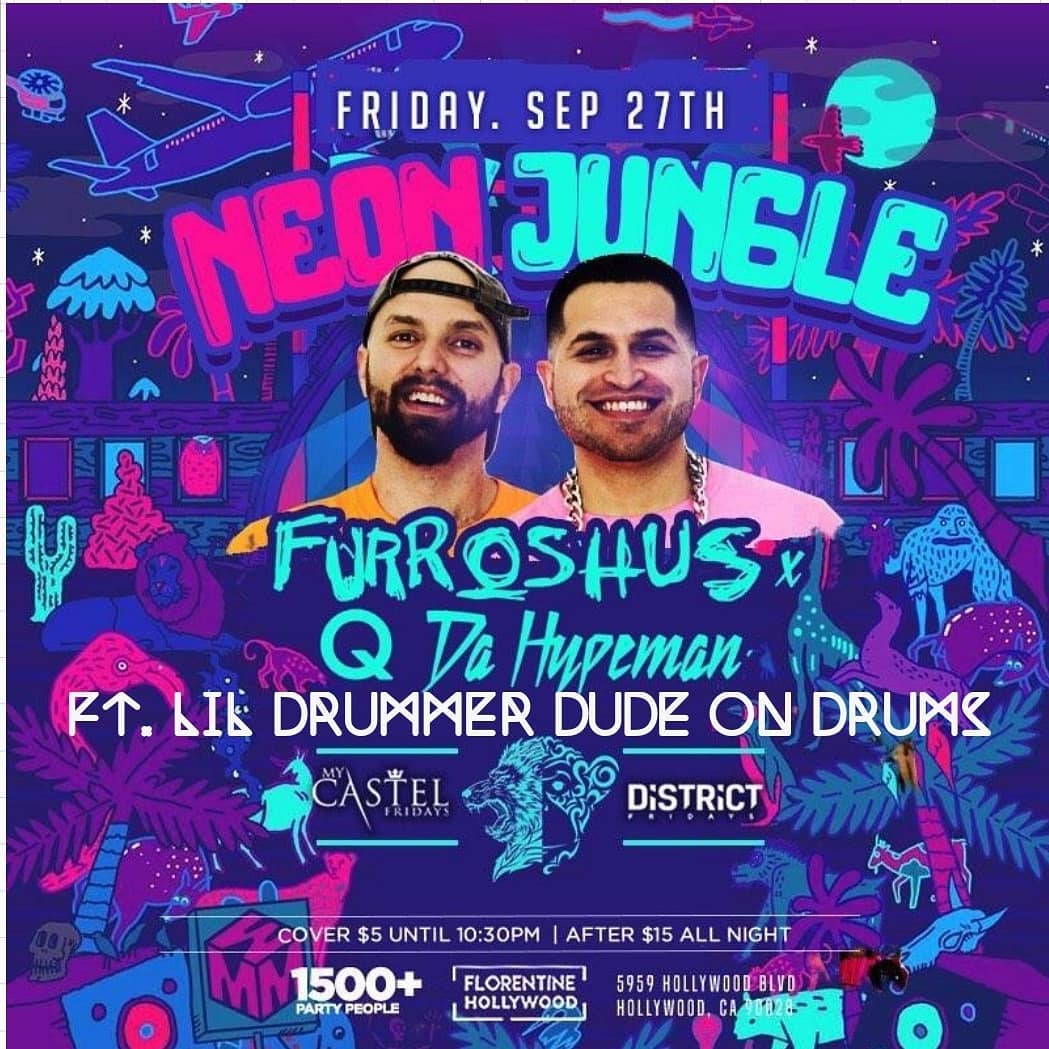 FRIDAY. SEP 27TH
NEON JUNGLE
FURROSHUS x
Q Da Hypeman
FT. LIL DRUMMER DUDE ON DRUMS
MY
CASTEL
FRIDAYS
DISTRICT
FRIDAYS
COVER $5 UNTIL 10:30PM | AFTER $15 ALL NIGHT
1500+
PARTY PEOPLE
FLORENTINE
HOLLYWOOD
5959 HOLLYWOOD BLVD
HOLLYWOOD, CA 90028